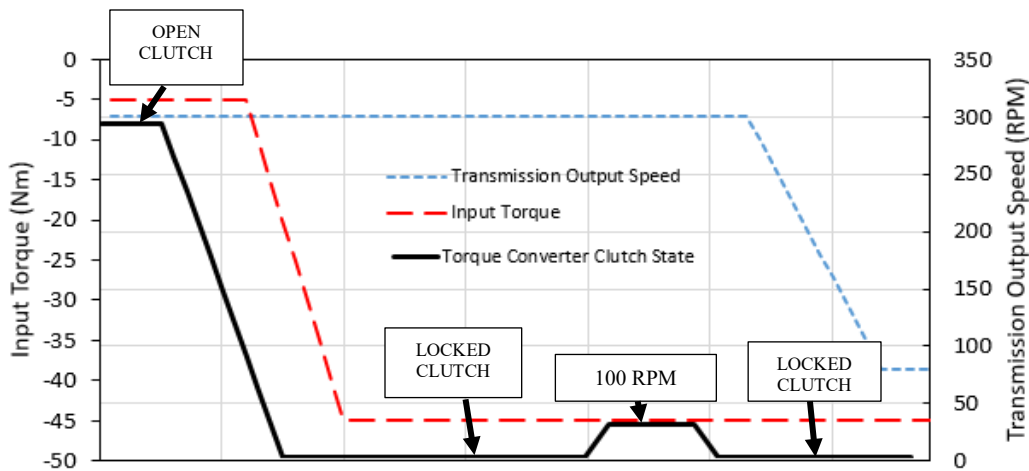 OPEN
CLUTCH
0
-5
-10
-15
-20
-25
-30
-35
-40
-45
-50
Input Torque (Nm)
Transmission Output Speed
Input Torque
Torque Converter Clutch State
LOCKED
CLUTCH
100 RPM
LOCKED
CLUTCH
350
300
250
200
150
100
50
0
Transmission Output Speed (RPM)